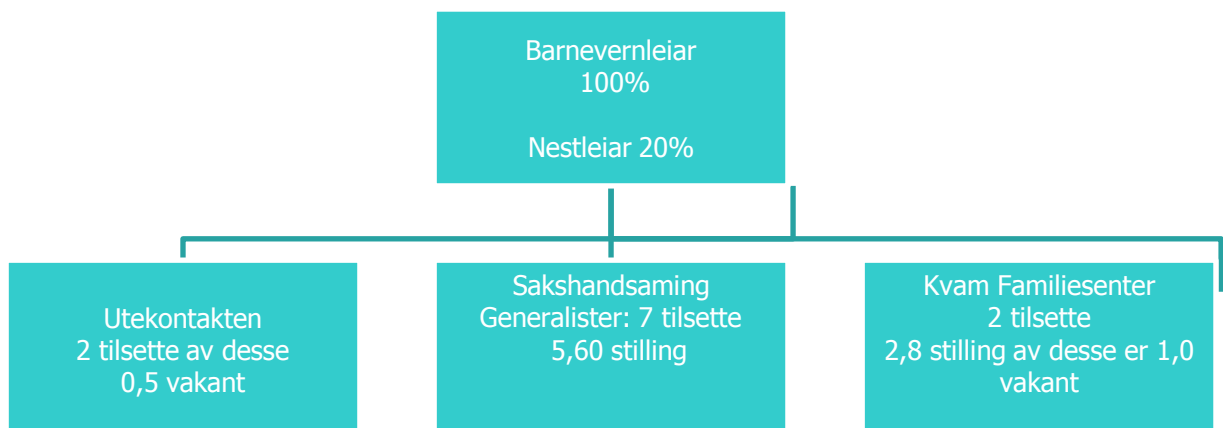 Barnevernleiar
100%
Nestleiar 20%
Utekontakten
2 tilsette av desse
0,5 vakant
Sakshandsaming
Generalister: 7 tilsette
5,60 stilling
Kvam Familiesenter
2 tilsette
2,8 stilling av desse er 1,0
vakant